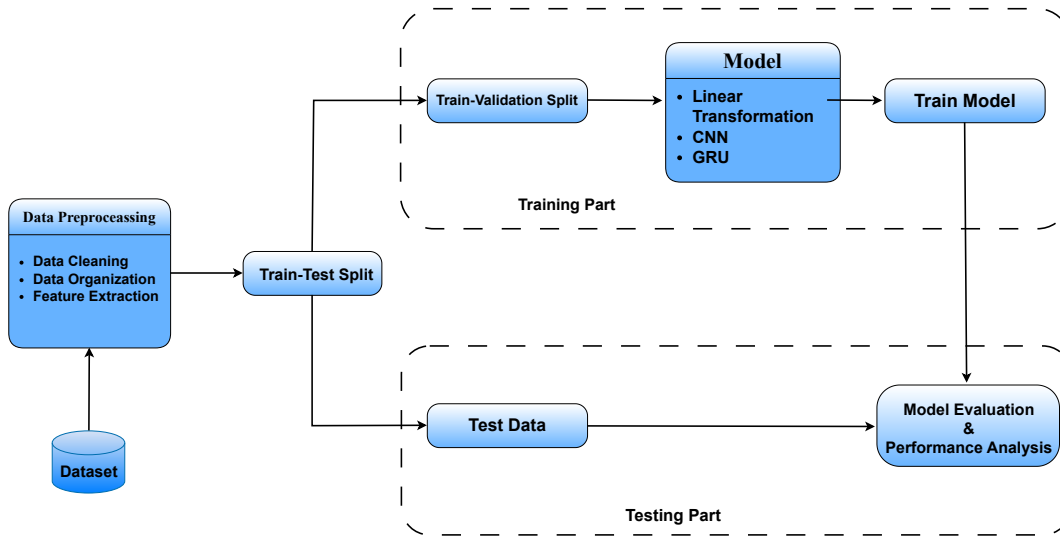 Model
Train-Validation Split
• Linear
Transformation
• CNN
• GRU
Train Model
Training Part
Data Preproceassing
• Data Cleaning
• Data Organization
• Feature Extraction
Train-Test Split
Dataset
Test Data
Model Evaluation
&
Performance Analysis
Testing Part